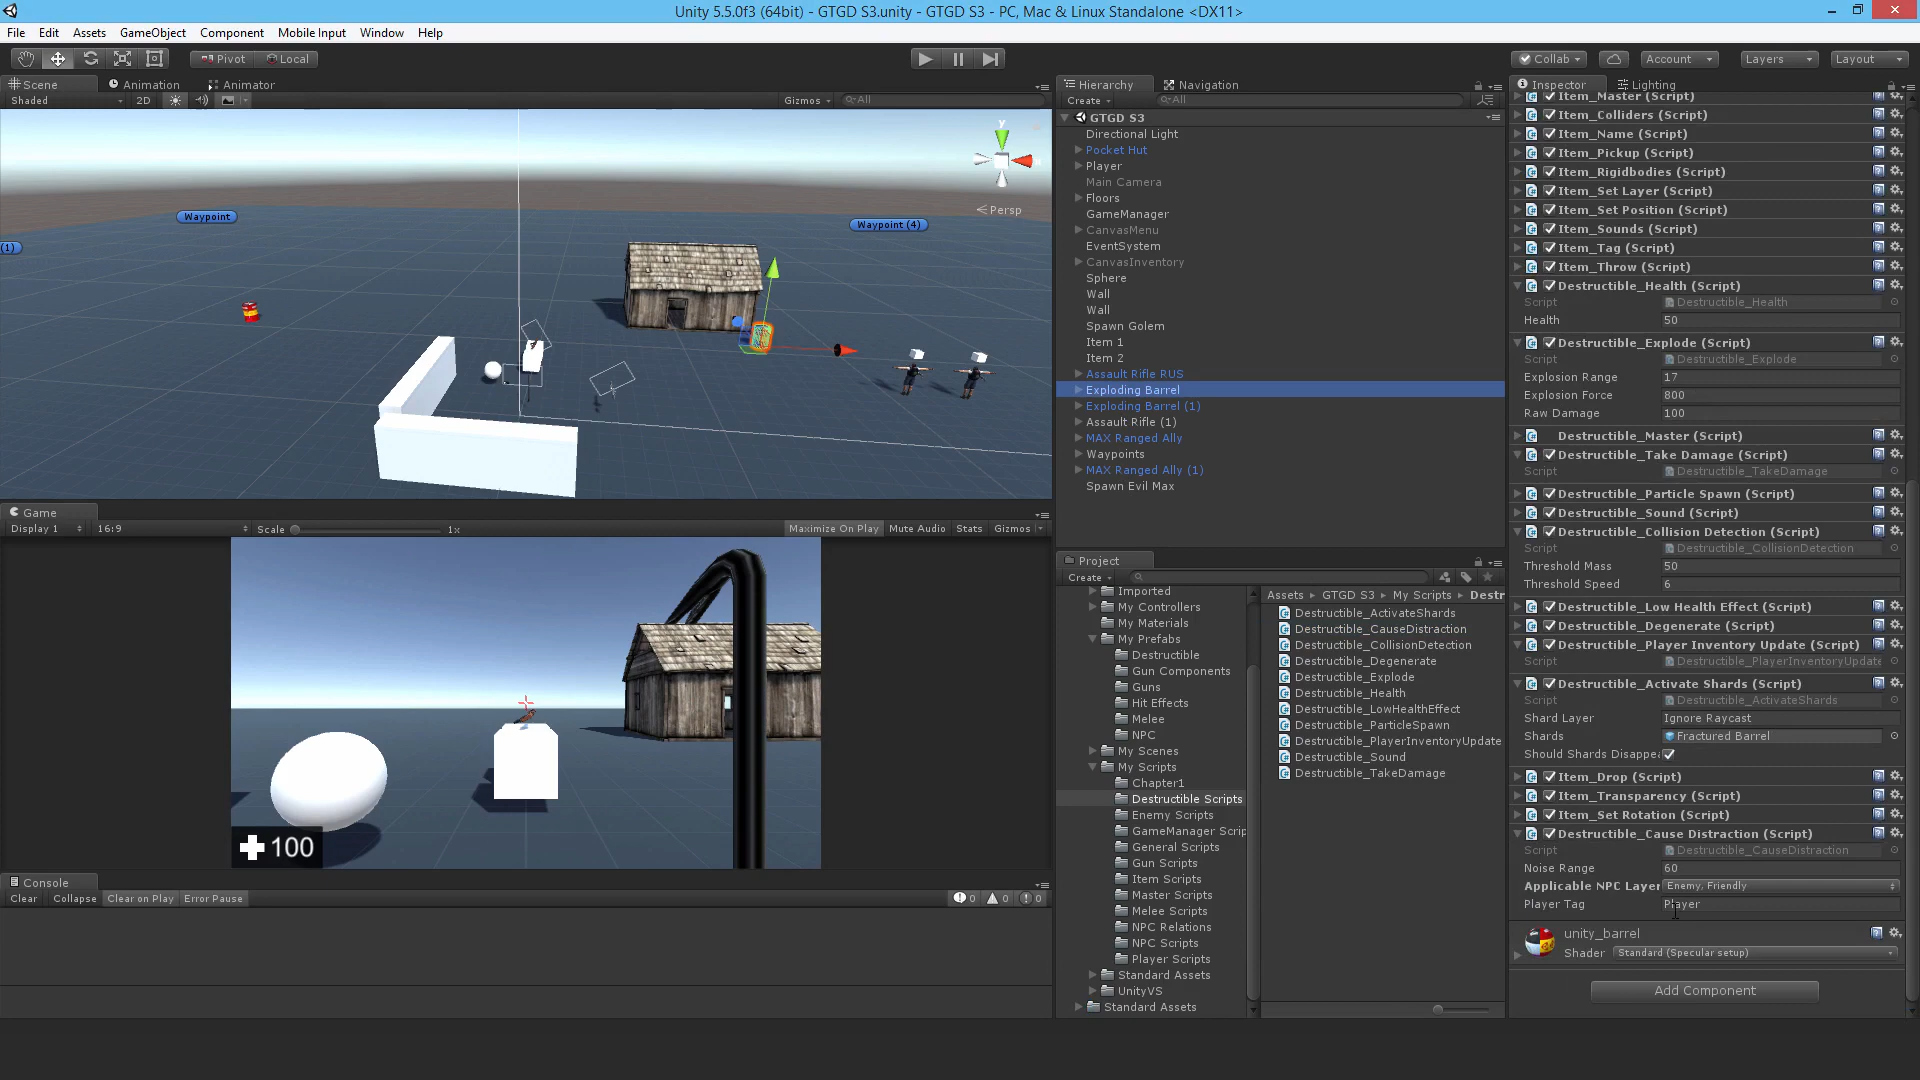 Unity 5.5.0f3 (64bit) - GTGD S3.unity - GTGD S3 - PC, Mac & Linux Standalone <DX11>
File Edit Assets GameObject Component Mobile Input Window Help
Pivot Local Collab Account Layers Layout
Scene Animation Animator
Shaded 2D Gizmos All
Waypoint
Waypoint (4)
(1)
y
Persp
Game
Display 1 16:9 Scale 1x Maximize On Play Mute Audio Stats Gizmos
100
Console
Clear Collapse Clear on Play Error Pause 0 0 0
Hierarchy Navigation
Create All
GTGD S3
Directional Light
Pocket Hut
Player
Main Camera
Floors
GameManager
CanvasMenu
EventSystem
CanvasInventory
Sphere
Wall
Wall
Spawn Golem
Item 1
Item 2
Assault Rifle RUS
Exploding Barrel
Exploding Barrel (1)
Assault Rifle (1)
MAX Ranged Ally
Waypoints
MAX Ranged Ally (1)
Spawn Evil Max
Project
Create
Imported
My Controllers
My Materials
My Prefabs
Destructible
Gun Components
Guns
Hit Effects
Melee
NPC
My Scenes
My Scripts
Chapter1
Destructible Scripts
Enemy Scripts
GameManager Scrip
General Scripts
Gun Scripts
Item Scripts
Master Scripts
Melee Scripts
NPC Relations
NPC Scripts
Player Scripts
Standard Assets
UnityVS
Standard Assets
Assets GTGD S3 My Scripts Destr
Destructible_ActivateShards
Destructible_CauseDistraction
Destructible_CollisionDetection
Destructible_Degenerate
Destructible_Explode
Destructible_Health
Destructible_LowHealthEffect
Destructible_ParticleSpawn
Destructible_PlayerInventoryUpdate
Destructible_Sound
Destructible_TakeDamage
Inspector Lighting
Item_Master (Script)
Item_Colliders (Script)
Item_Name (Script)
Item_Pickup (Script)
Item_Rigidbodies (Script)
Item_Set Layer (Script)
Item_Set Position (Script)
Item_Sounds (Script)
Item_Tag (Script)
Item_Throw (Script)
Destructible_Health (Script)
Script Destructible_Health
Health 50
Destructible_Explode (Script)
Script Destructible_Explode
Explosion Range 17
Explosion Force 800
Raw Damage 100
Destructible_Master (Script)
Destructible_Take Damage (Script)
Script Destructible_TakeDamage
Destructible_Particle Spawn (Script)
Destructible_Sound (Script)
Destructible_Collision Detection (Script)
Script Destructible_CollisionDetection
Threshold Mass 50
Threshold Speed 6
Destructible_Low Health Effect (Script)
Destructible_Degenerate (Script)
Destructible_Player Inventory Update (Script)
Script Destructible_PlayerInventoryUpdate
Destructible_Activate Shards (Script)
Script Destructible_ActivateShards
Shard Layer Ignore Raycast
Shards Fractured Barrel
Should Shards Disappea
Item_Drop (Script)
Item_Transparency (Script)
Item_Set Rotation (Script)
Destructible_Cause Distraction (Script)
Script Destructible_CauseDistraction
Noise Range 60
Applicable NPC Layer Enemy, Friendly
Player Tag Player
unity_barrel
Shader Standard (Specular setup)
Add Component